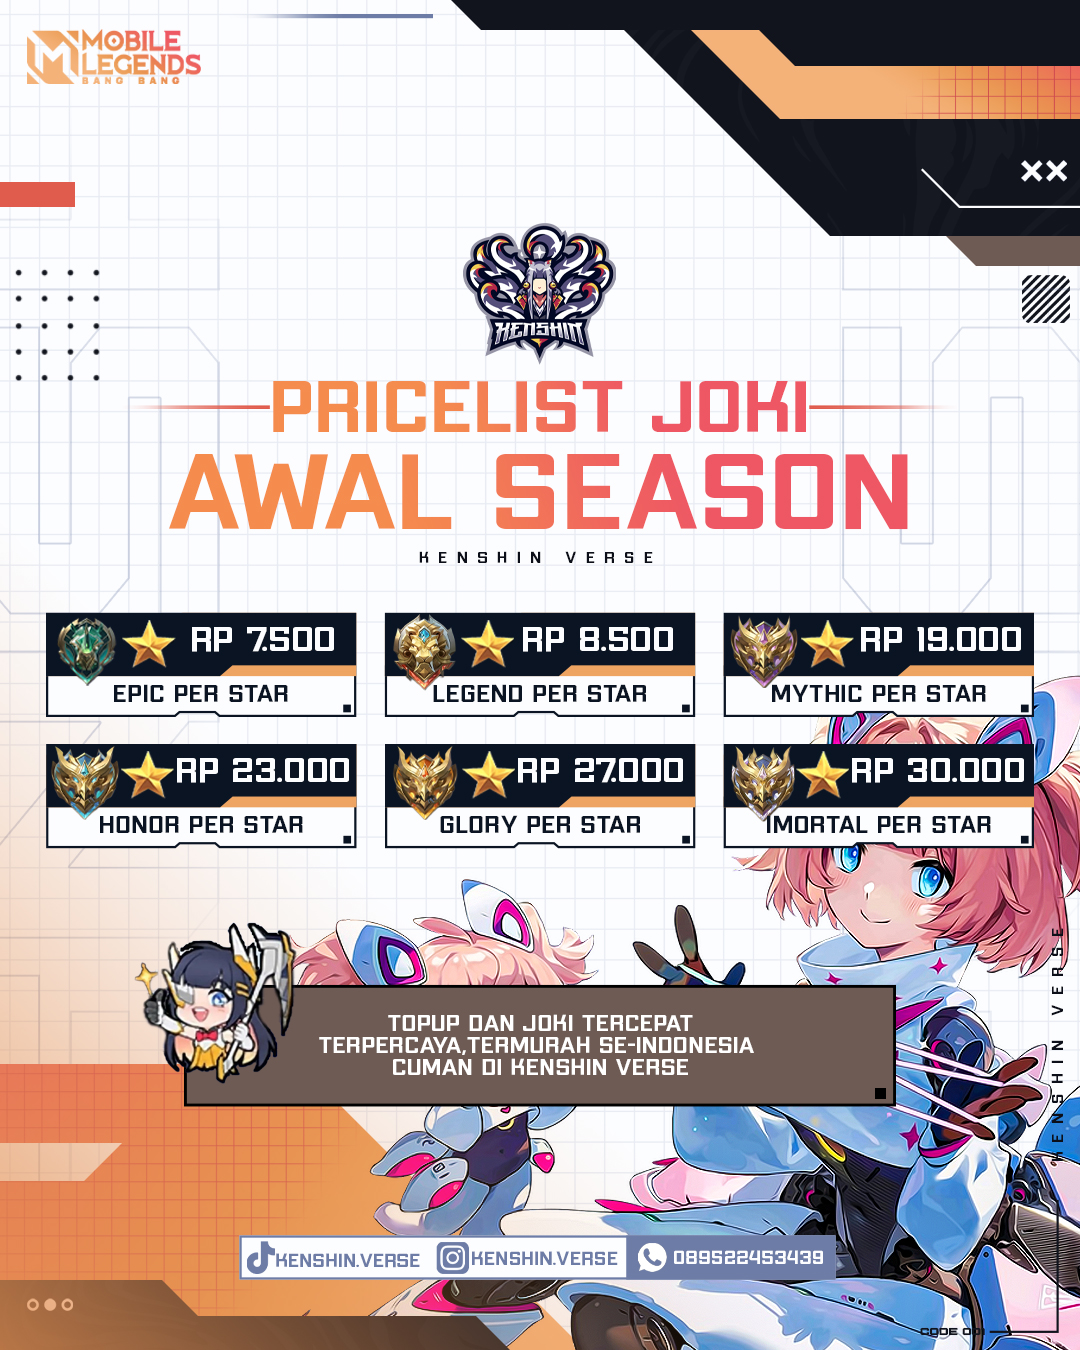 MOBILE
LEGENDS
BANG BANG
KENSHIN
PRICELIST JOKI
AWAL SEASON
KENSHIN VERSE
RP 7.500
EPIC PER STAR
RP 8.500
LEGEND PER STAR
RP 19.000
MYTHIC PER STAR
RP 23.000
HONOR PER STAR
RP 27.000
GLORY PER STAR
RP 30.000
IMORTAL PER STAR
TOPUP DAN JOKI TERCEPAT
TERPERCAYA,TERMURAH SE-INDONESIA
CUMAN DI KENSHIN VERSE
KENSHIN VERSE
KENSHIN.VERSE
KENSHIN.VERSE
089522453439
CODE 001